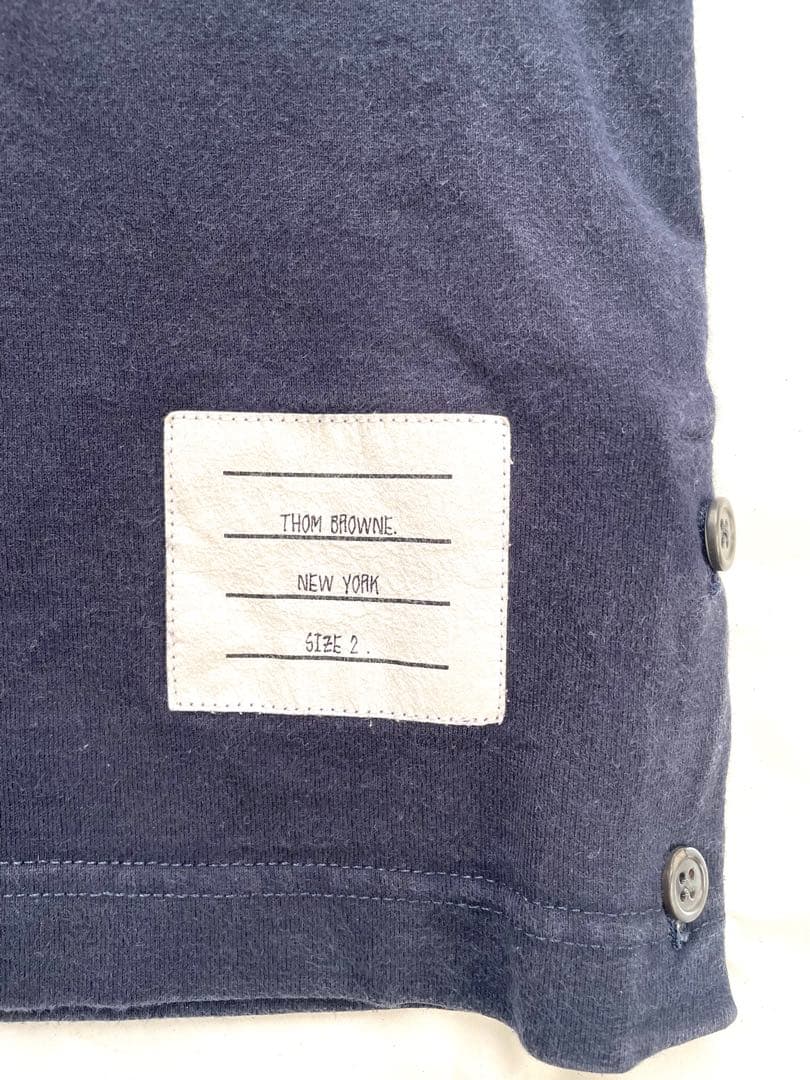 THOM BROWNE.
NEW YORK
SIZE 2.